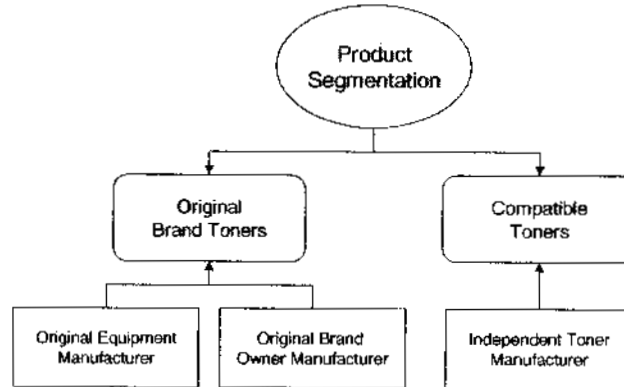 Product
Segmentation
Original
Brand Toners
Compatible
Toners
Original Equipment
Manufacturer
Original Brand
Owner Manufacturer
Independent Toner
Manufacturer